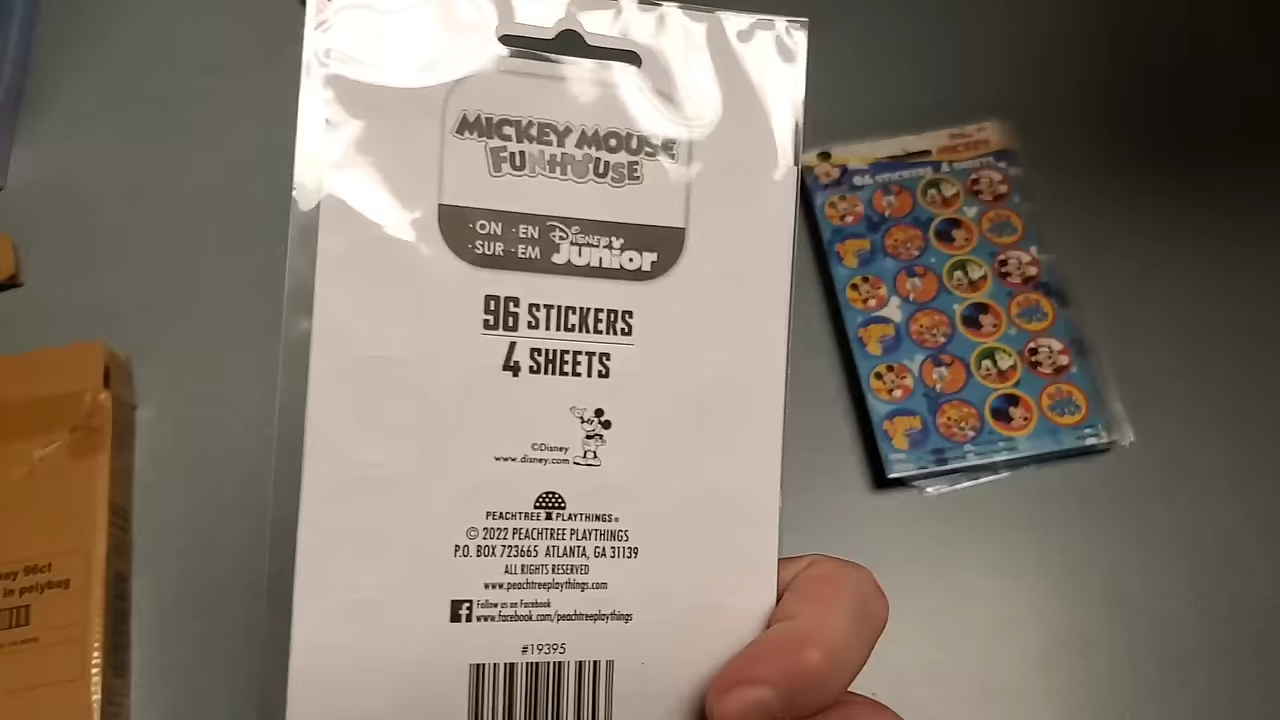 MICKEY MOUSE
FUNHOUSE
·ON ·EN
·SUR ·EM
Disney
Junior
96 STICKERS
4 SHEETS
©Disney
www.disney.com
PEACHTREE PLAYTHINGS®
© 2022 PEACHTREE PLAYTHINGS
P.O. BOX 723665 ATLANTA, GA 31139
ALL RIGHTS RESERVED
www.peachtreeplaythings.com
Follow us on Facebook
www.facebook.com/peachtreeplaythings
#19395
96 STICKERS 4 SHEETS
96ct
in polybag